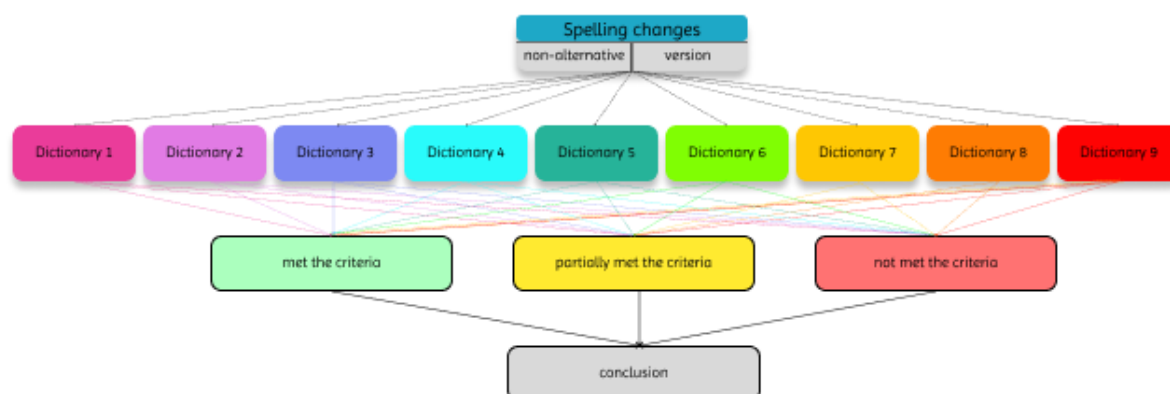 Spelling changes
non-alternative version
Dictionary 1 Dictionary 2 Dictionary 3 Dictionary 4 Dictionary 5 Dictionary 6 Dictionary 7 Dictionary 8 Dictionary 9
met the criteria partially met the criteria not met the criteria
conclusion